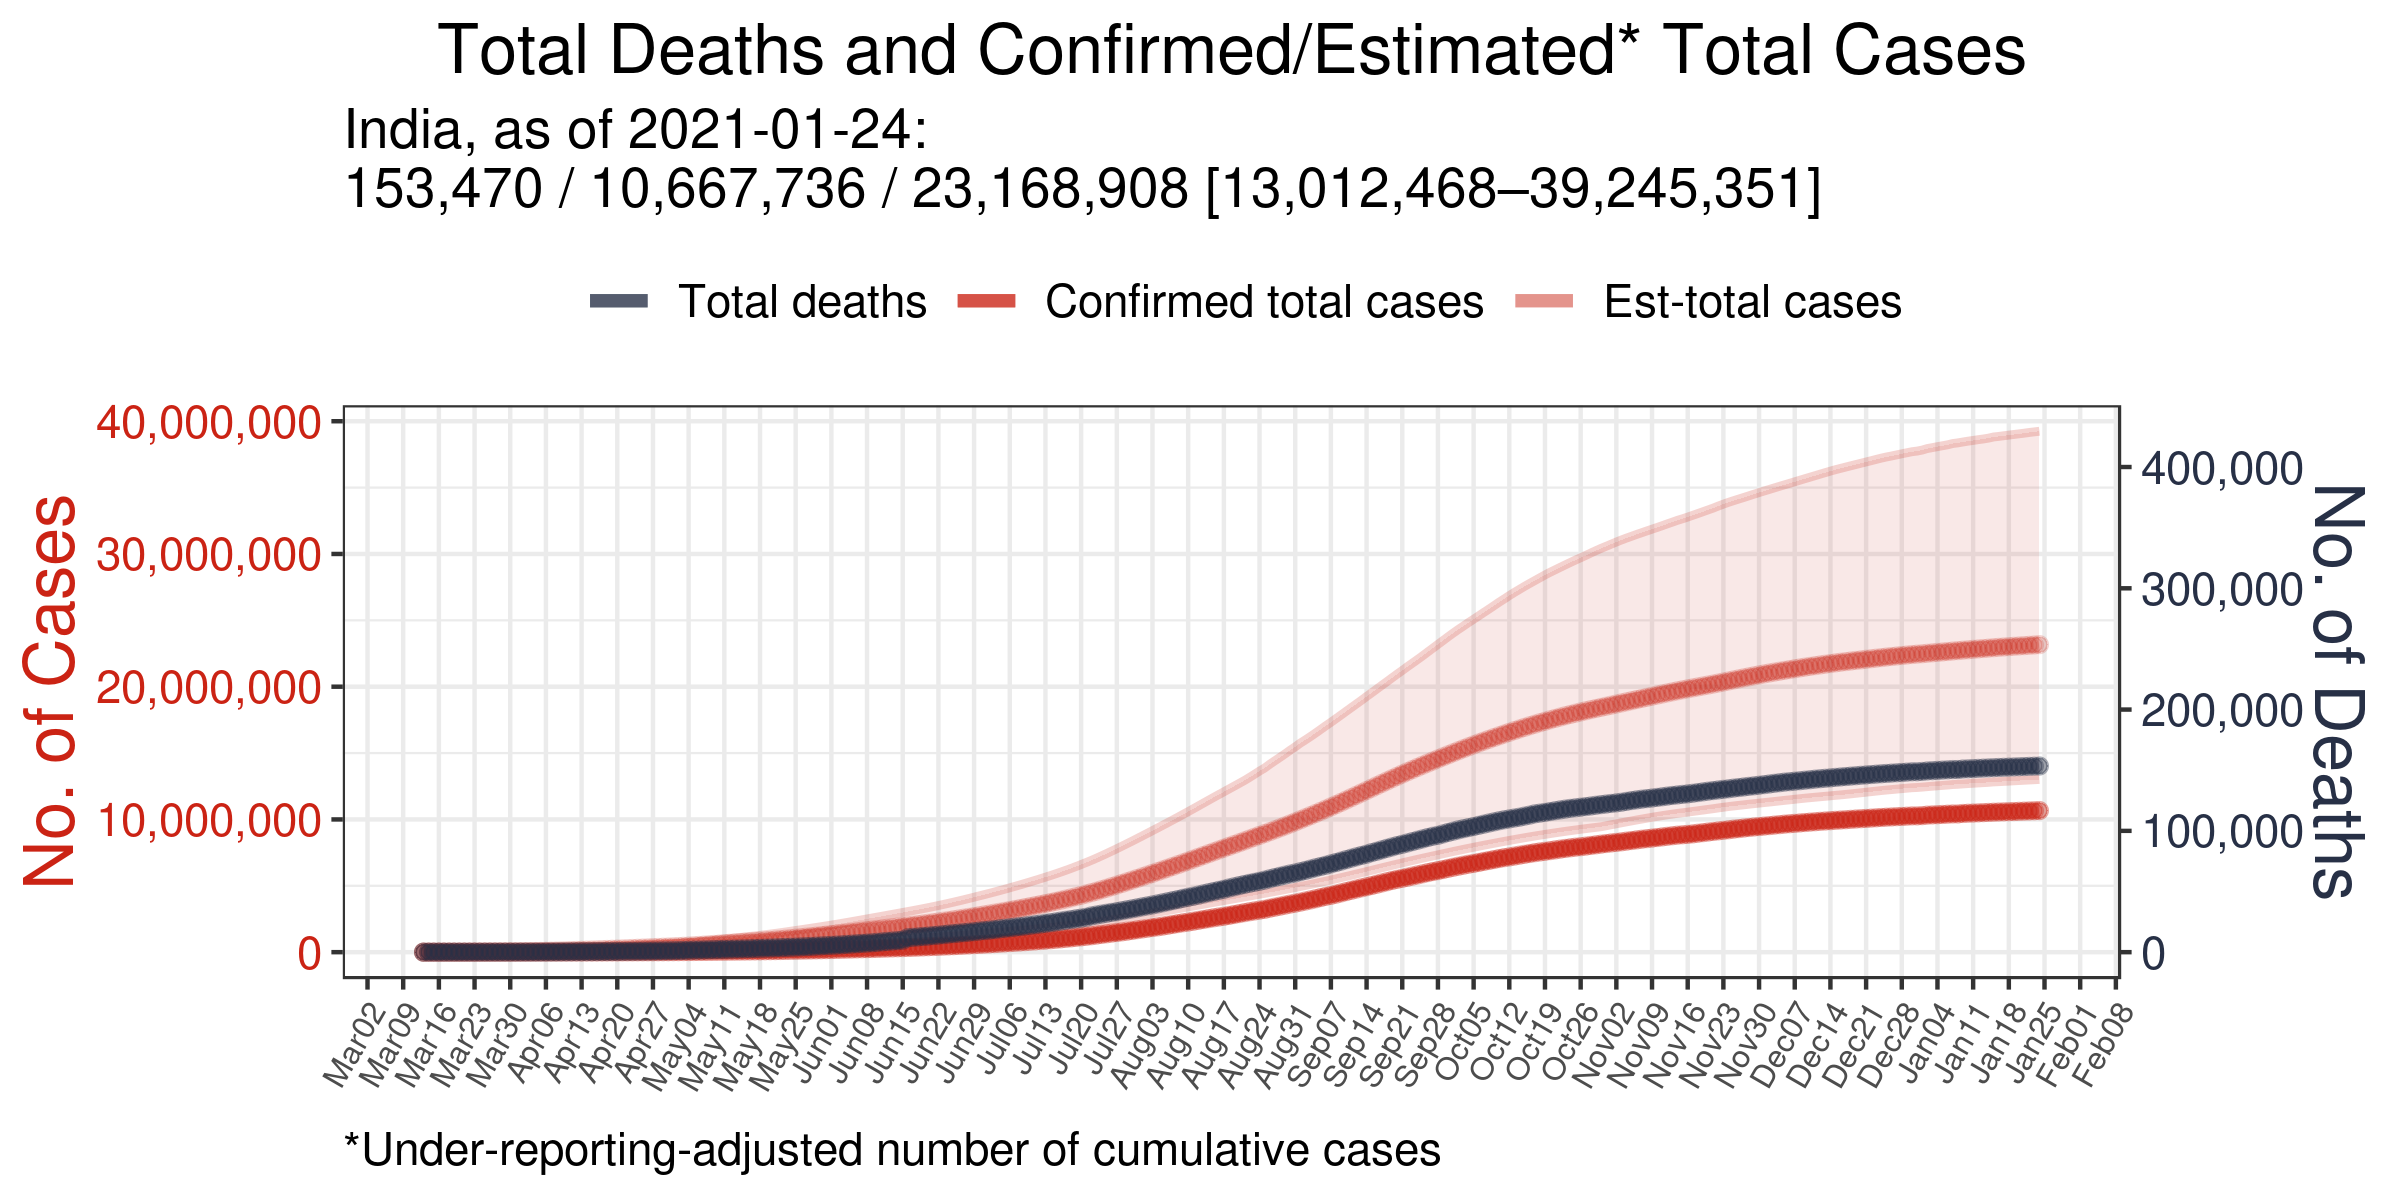 Total Deaths and Confirmed/Estimated* Total Cases
India, as of 2021-01-24:
153,470 / 10,667,736 / 23,168,908 [13,012,468–39,245,351]
Total deaths
Confirmed total cases
Est-total cases
No. of Cases
40,000,000
30,000,000
20,000,000
10,000,000
0
400,000
300,000
200,000
100,000
0
No. of Deaths
Mar02
Mar09
Mar16
Mar23
Mar30
Apr06
Apr13
Apr20
Apr27
May04
May11
May18
May25
Jun01
Jun08
Jun15
Jun22
Jun29
Jul06
Jul13
Jul20
Jul27
Aug03
Aug10
Aug17
Aug24
Aug31
Sep07
Sep14
Sep21
Sep28
Oct05
Oct12
Oct19
Oct26
Nov02
Nov09
Nov16
Nov23
Nov30
Dec07
Dec14
Dec21
Dec28
Jan04
Jan11
Jan18
Jan25
Feb01
Feb08
*Under-reporting-adjusted number of cumulative cases